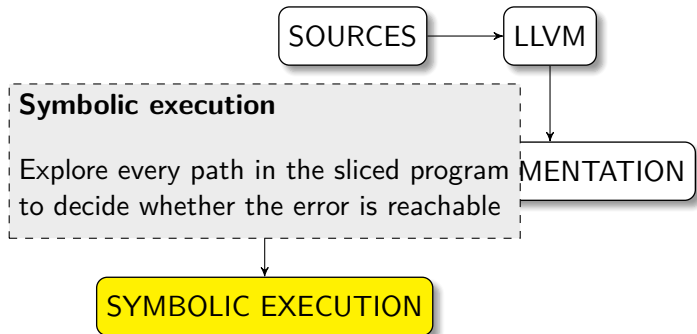 SOURCES
LLVM
Symbolic execution
Explore every path in the sliced program
to decide whether the error is reachable
MENTATION
SYMBOLIC EXECUTION